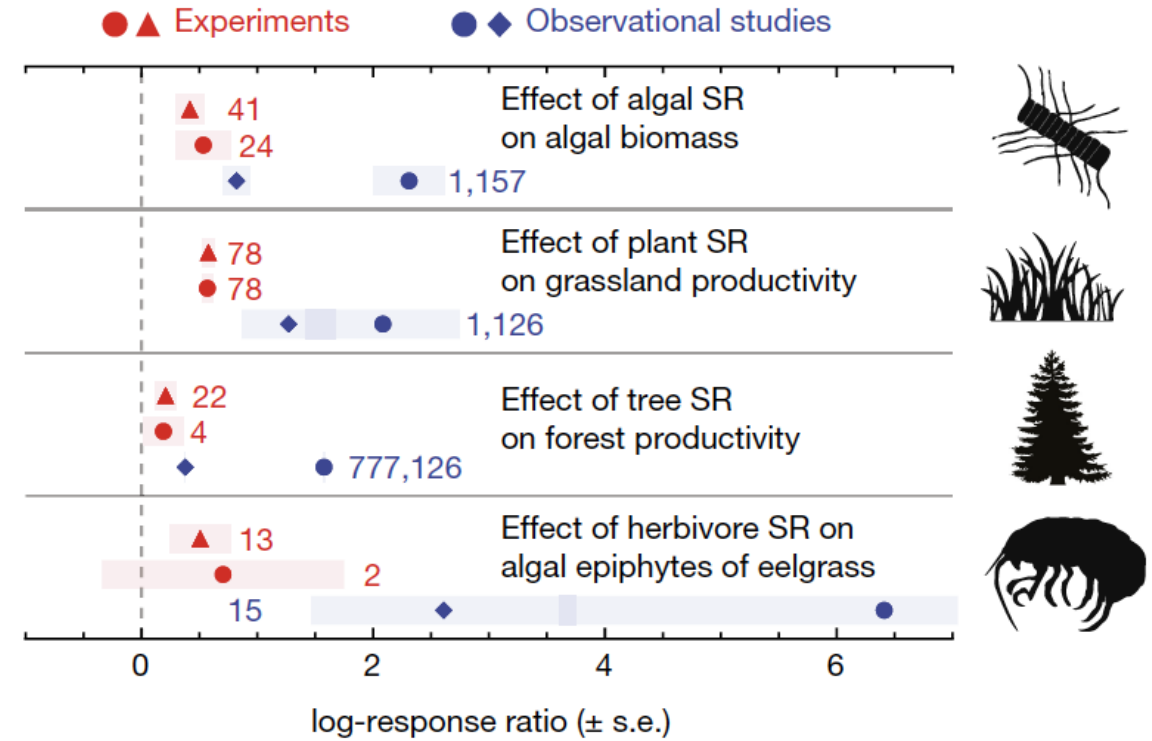 Experiments
Observational studies
Effect of algal SR
on algal biomass
41
24
1,157
Effect of plant SR
on grassland productivity
78
78
1,126
Effect of tree SR
on forest productivity
22
4
777,126
Effect of herbivore SR on
algal epiphytes of eelgrass
13
2
15
0 2 4 6
log-response ratio (± s.e.)